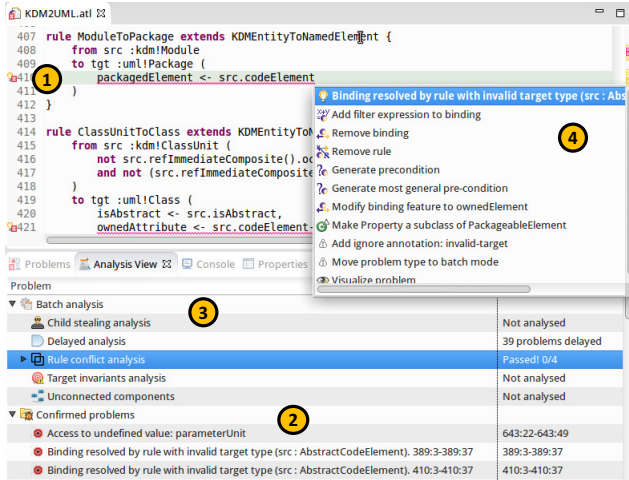 KDM2UML.atl
407 rule ModuleToPackage extends KDMEntityToNamedElement {
408 from src :kdm!Module
409 to tgt :uml!Package (
410 packagedElement <- src.codeElement
411 )
412 }
413
414 rule ClassUnitToClass extends KDMEntityToN
415 from src :kdm!ClassUnit (
416 not src.refImmediateComposite().oc
417 and not (src.refImmediateComposite
418 )
419 to tgt :uml!Class (
420 isAbstract <- src.isAbstract,
421 ownedAttribute <- src.codeElement-
1
Binding resolved by rule with invalid target type (src : Abs
Add filter expression to binding
Remove binding
Remove rule
Generate precondition
Generate most general pre-condition
Modify binding feature to ownedElement
Make Property a subclass of PackageableElement
Add ignore annotation: invalid-target
Move problem type to batch mode
Visualize problem
4
Problems Analysis View Console Properties
Problem
Batch analysis
3
Child stealing analysis Not analysed
Delayed analysis 39 problems delayed
Rule conflict analysis Passed! 0/4
Target invariants analysis Not analysed
Unconnected components Not analysed
Confirmed problems
2
Access to undefined value: parameterUnit 643:22-643:49
Binding resolved by rule with invalid target type (src : AbstractCodeElement). 389:3-389:37 389:3-389:37
Binding resolved by rule with invalid target type (src : AbstractCodeElement). 410:3-410:37 410:3-410:37